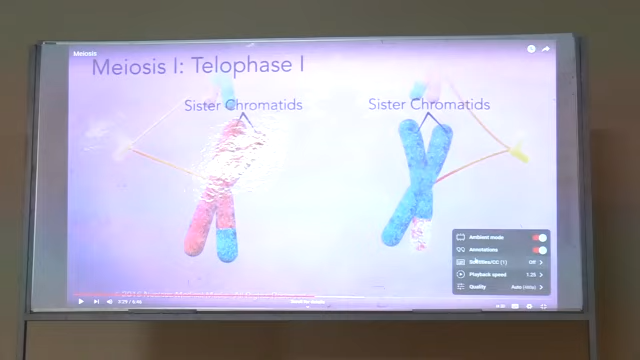 Meiosis
Meiosis I: Telophase I
Sister Chromatids
Sister Chromatids
Ambient mode
Annotations
Subtitles/CC (1) Off
Playback speed 1.25
Quality Auto